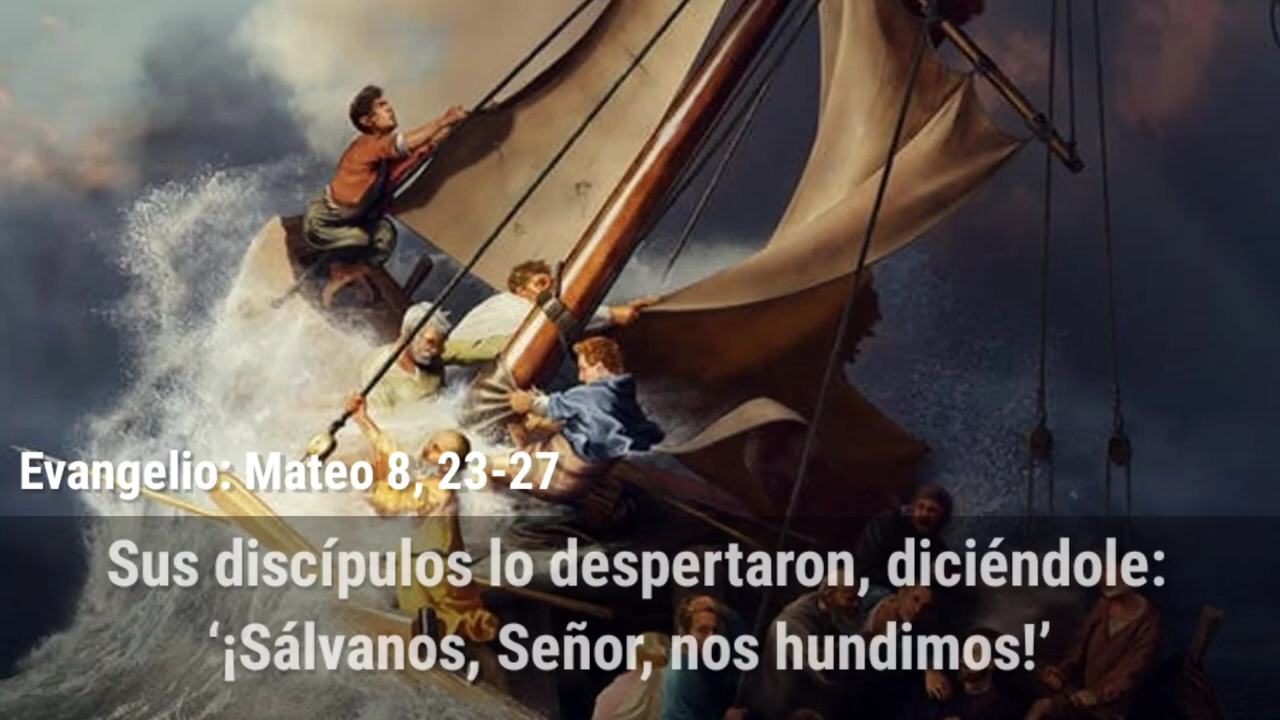 Evangelio: Mateo 8, 23-27
Sus discípulos lo despertaron, diciéndole:
‘¡Sálvanos, Señor, nos hundimos!’